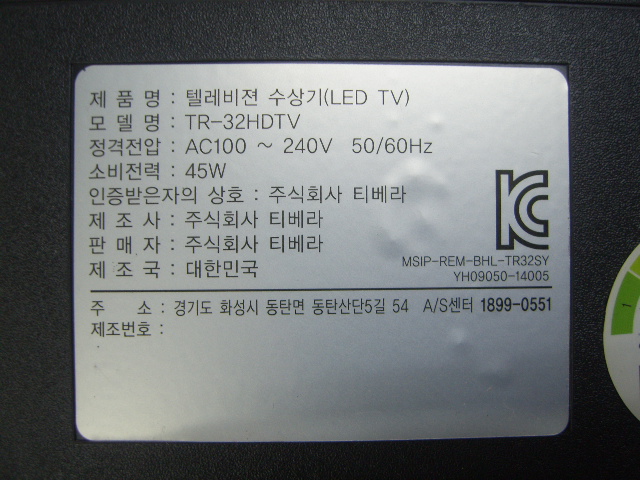 제 품 명 : 텔레비젼 수상기(LED TV)
모 델 명 : TR-32HDTV
정격전압 : AC100 ~ 240V 50/60Hz
소비전력 : 45W
인증받은자의 상호 : 주식회사 티베라
제 조 사 : 주식회사 티베라
판 매 자 : 주식회사 티베라
제 조 국 : 대한민국
MSIP-REM-BHL-TR32SY
YH09050-14005
주 소 : 경기도 화성시 동탄면 동탄산단5길 54 A/S센터 1899-0551
제조번호 :
1